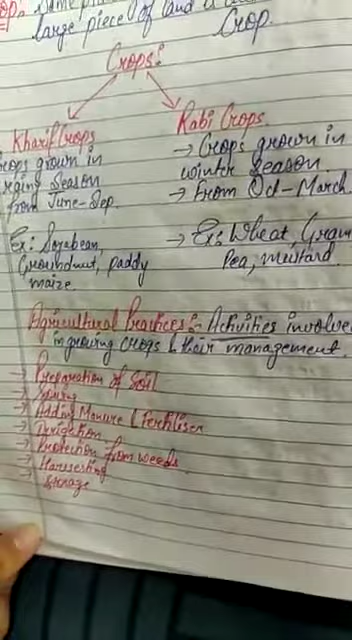 large piece of land is
Crop.
Crops:
Kharif Crops
Crops grown in
Season
from June-Sep.
Ex: Soyabean,
Groundnut, paddy
maize.
Rabi Crops.
→ Crops grown in
winter Season.
→ From Oct-March.
→ Ex: Wheat, Gram
Pea, mustard.
Agricultural Practices:- Activities involved
in growing crops & their management.
→ Preparation of Soil
→ Sowing
→ Adding Manure & Fertiliser
→ Irrigation
→ Protection from weeds
→ Harvesting
→ Storage